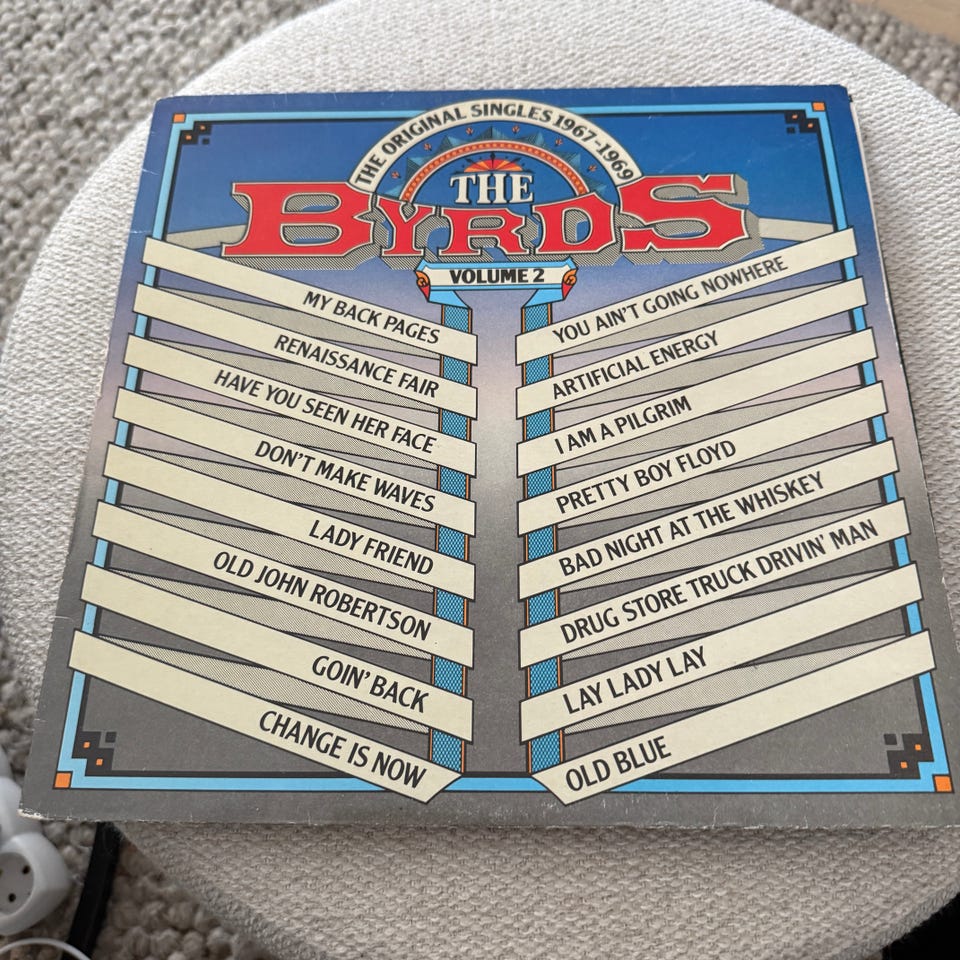 THE ORIGINAL SINGLES 1967-1969
THE
BYRDS
VOLUME 2
MY BACK PAGES
RENAISSANCE FAIR
HAVE YOU SEEN HER FACE
DON'T MAKE WAVES
LADY FRIEND
OLD JOHN ROBERTSON
GOIN' BACK
CHANGE IS NOW
YOU AIN'T GOING NOWHERE
ARTIFICIAL ENERGY
I AM A PILGRIM
PRETTY BOY FLOYD
BAD NIGHT AT THE WHISKEY
DRUG STORE TRUCK DRIVIN' MAN
LAY LADY LAY
OLD BLUE